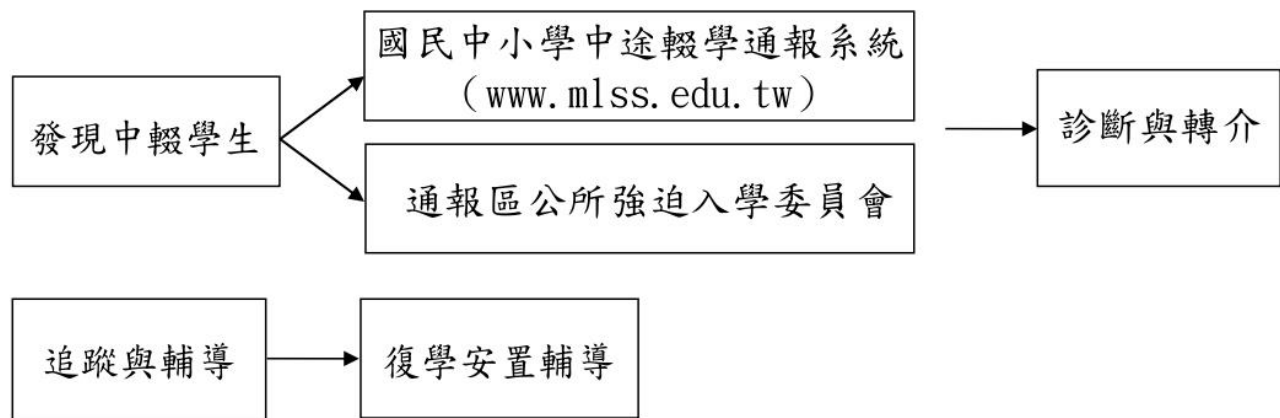 發現中輟學生
國民中小學中途輟學通報系統
(www.mlss.edu.tw)
通報區公所強迫入學委員會
診斷與轉介
追蹤與輔導
復學安置輔導